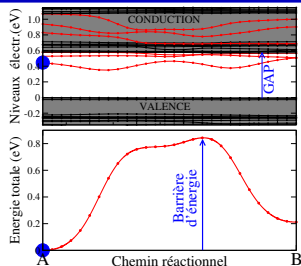 CONDUCTION
Niveaux électr.(eV)
1
0.8
0.6
0.4
0.2
0
-0.2
GAP
VALENCE
Energie totale (eV)
0.8
0.6
0.4
0.2
0
Barrière
d'énergie
A
Chemin réactionnel
B